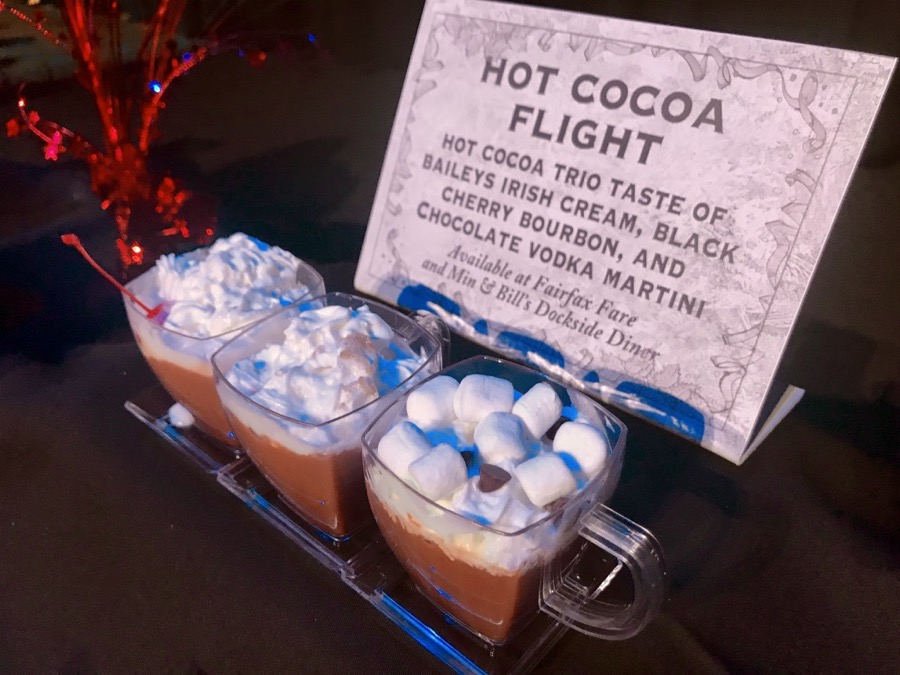 HOT COCOA
FLIGHT
HOT COCOA TRIO TASTE OF
BAILEYS IRISH CREAM, BLACK
CHERRY BOURBON, AND
CHOCOLATE VODKA MARTINI
Available at Fairfax Fare
and Min & Bill's Dockside Diner